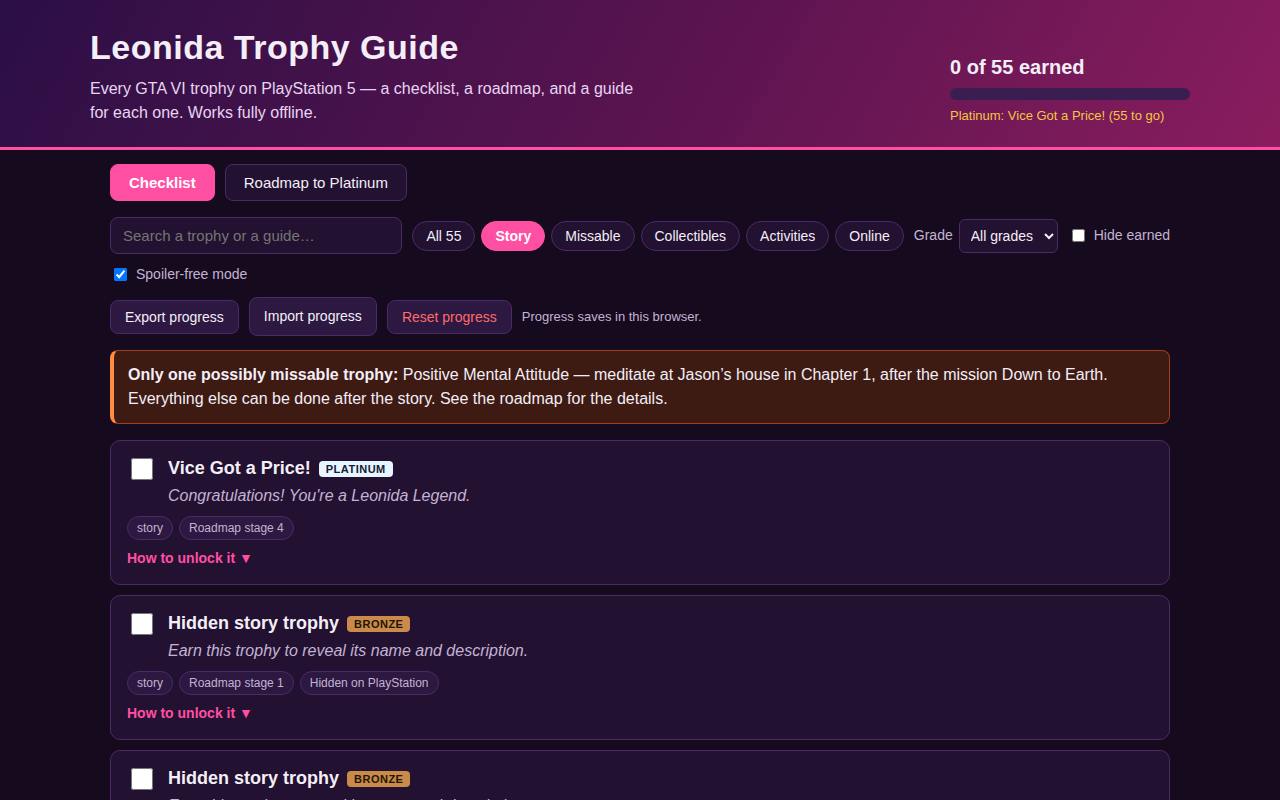 Leonida Trophy Guide
Every GTA VI trophy on PlayStation 5 — a checklist, a roadmap, and a guide
for each one. Works fully offline.
0 of 55 earned
Platinum: Vice Got a Price! (55 to go)
Checklist
Roadmap to Platinum
Search a trophy or a guide…
All 55
Story
Missable
Collectibles
Activities
Online
Grade
All grades
Hide earned
Spoiler-free mode
Export progress
Import progress
Reset progress
Progress saves in this browser.
Only one possibly missable trophy: Positive Mental Attitude — meditate at Jason’s house in Chapter 1, after the mission Down to Earth.
Everything else can be done after the story. See the roadmap for the details.
Vice Got a Price! PLATINUM
Congratulations! You're a Leonida Legend.
story
Roadmap stage 4
How to unlock it ▼
Hidden story trophy BRONZE
Earn this trophy to reveal its name and description.
story
Roadmap stage 1
Hidden on PlayStation
How to unlock it ▼
Hidden story trophy BRONZE